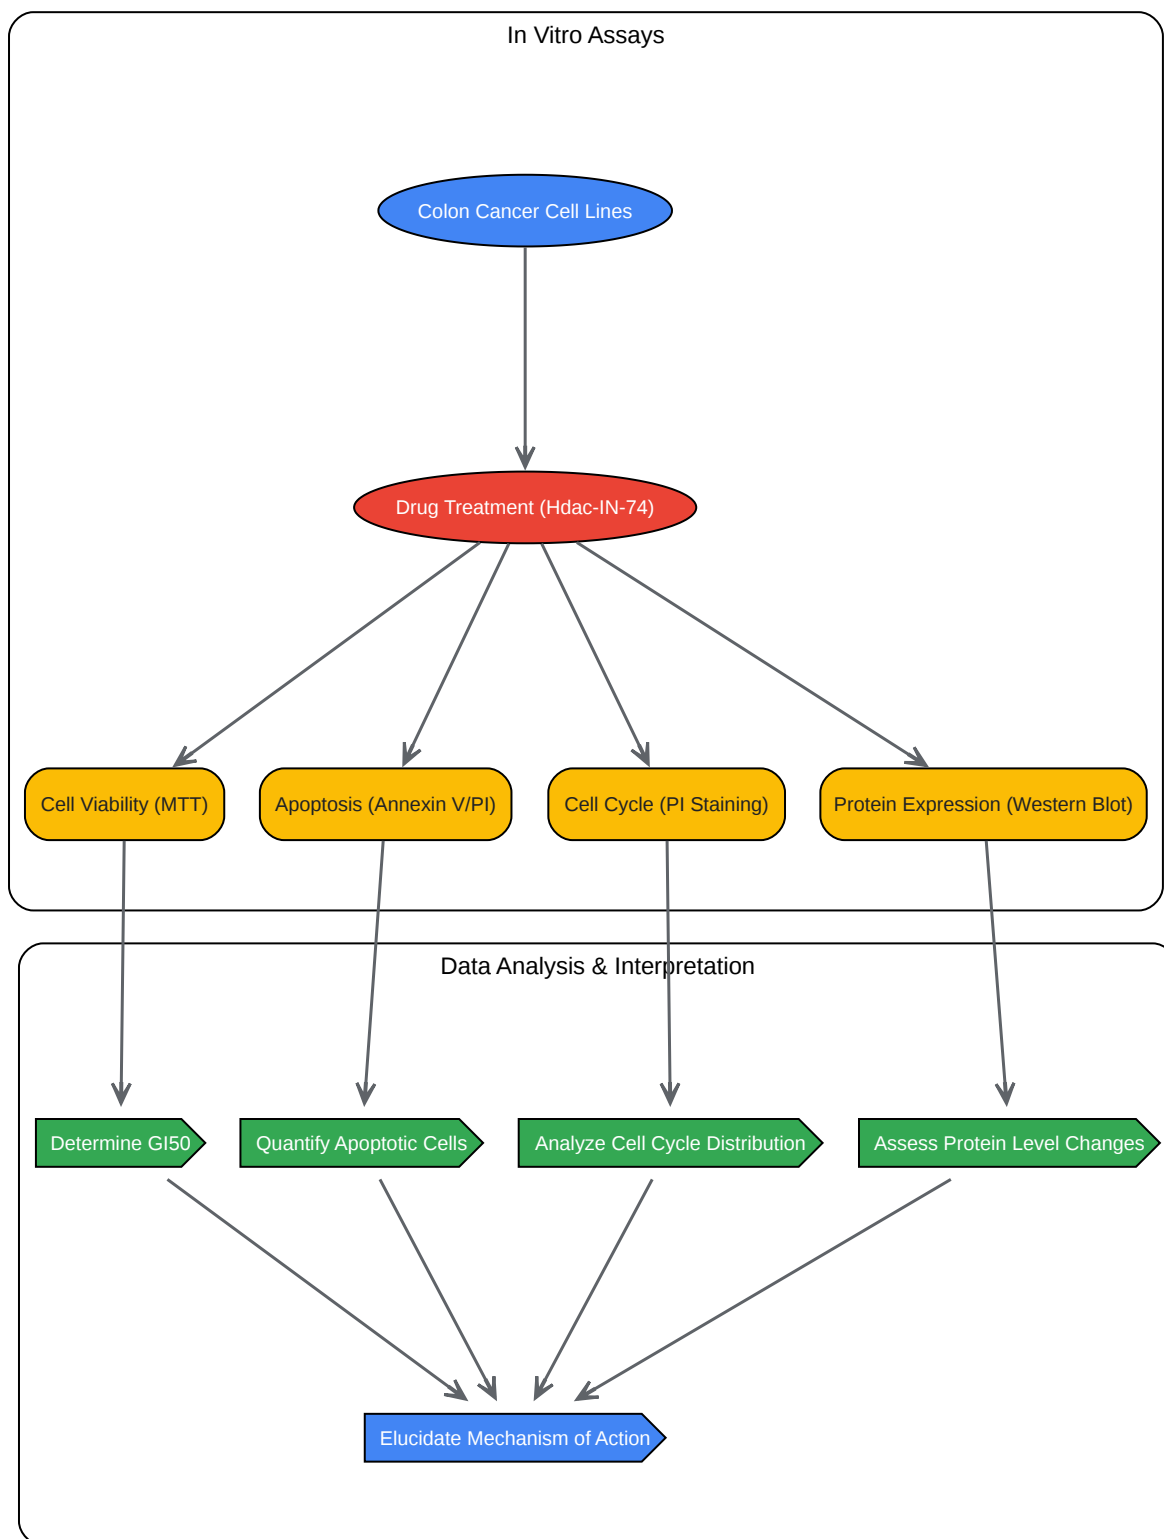 In Vitro Assays
Colon Cancer Cell Lines
Drug Treatment (Hdac-IN-74)
Cell Viability (MTT)
Apoptosis (Annexin V/PI)
Cell Cycle (PI Staining)
Protein Expression (Western Blot)
Data Analysis & Interpretation
Determine GI50
Quantify Apoptotic Cells
Analyze Cell Cycle Distribution
Assess Protein Level Changes
Elucidate Mechanism of Action